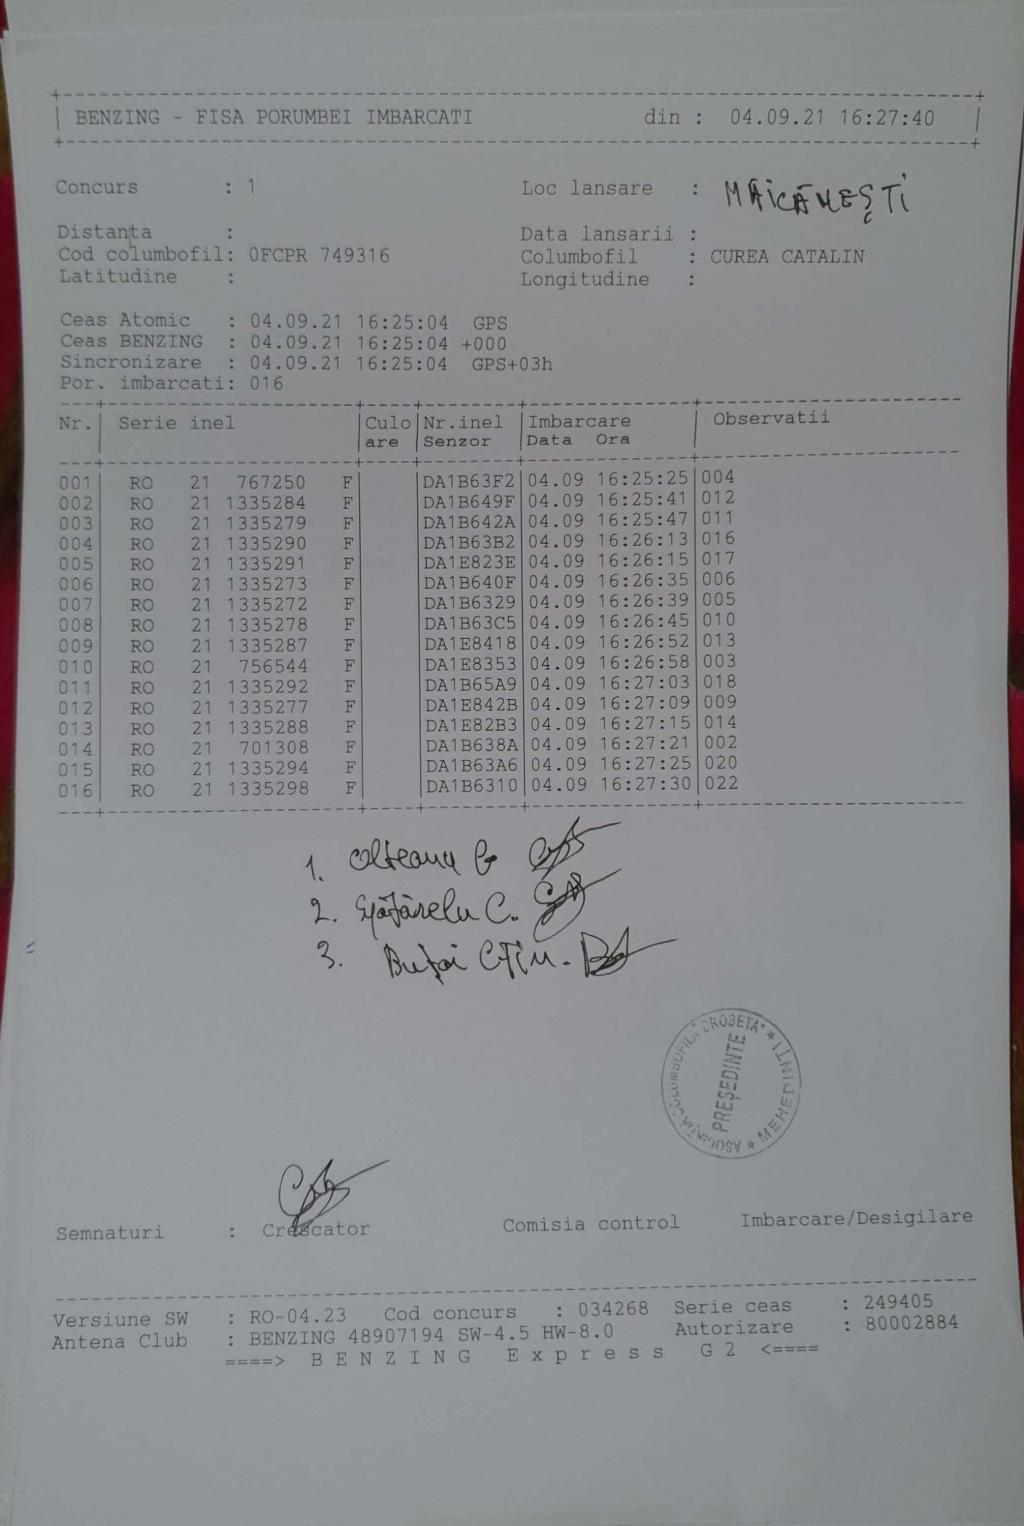 BENZING - FISA PORUMBEI IMBARCATI din : 04.09.21 16:27:40
Concurs : 1 Loc lansare : MĂICĂNEȘTI
Distanta : Data lansarii :
Cod columbofil: 0FCPR 749316 Columbofil : CUREA CATALIN
Latitudine : Longitudine :
Ceas Atomic : 04.09.21 16:25:04 GPS
Ceas BENZING : 04.09.21 16:25:04 +000
Sincronizare : 04.09.21 16:25:04 GPS+03h
Por. imbarcati: 016
Nr. Serie inel Culo Nr.inel Imbarcare Observatii
are Senzor Data Ora
001 RO 21 767250 F DA1B63F2 04.09 16:25:25 004
002 RO 21 1335284 F DA1B649F 04.09 16:25:41 012
003 RO 21 1335279 F DA1B642A 04.09 16:25:47 011
004 RO 21 1335290 F DA1B63B2 04.09 16:26:13 016
005 RO 21 1335291 F DA1E823E 04.09 16:26:15 017
006 RO 21 1335273 F DA1B640F 04.09 16:26:35 006
007 RO 21 1335272 F DA1B6329 04.09 16:26:39 005
008 RO 21 1335278 F DA1B63C5 04.09 16:26:45 010
009 RO 21 1335287 F DA1E8418 04.09 16:26:52 013
010 RO 21 756544 F DA1E8353 04.09 16:26:58 003
011 RO 21 1335292 F DA1B65A9 04.09 16:27:03 018
012 RO 21 1335277 F DA1E842B 04.09 16:27:09 009
013 RO 21 1335288 F DA1E82B3 04.09 16:27:15 014
014 RO 21 701308 F DA1B638A 04.09 16:27:21 002
015 RO 21 1335294 F DA1B63A6 04.09 16:27:25 020
016 RO 21 1335298 F DA1B6310 04.09 16:27:30 022
1. Olteanu G
2. C.
3.
ASOCIAȚIA COLUMBOFILĂ "DROBETA" * MEHEDINȚI *
PREȘEDINTE
Semnaturi : Crescator Comisia control Imbarcare/Desigilare
Versiune SW : RO-04.23 Cod concurs : 034268 Serie ceas : 249405
Antena Club : BENZING 48907194 SW-4.5 HW-8.0 Autorizare : 80002884
====> B E N Z I N G E x p r e s s G 2 <====